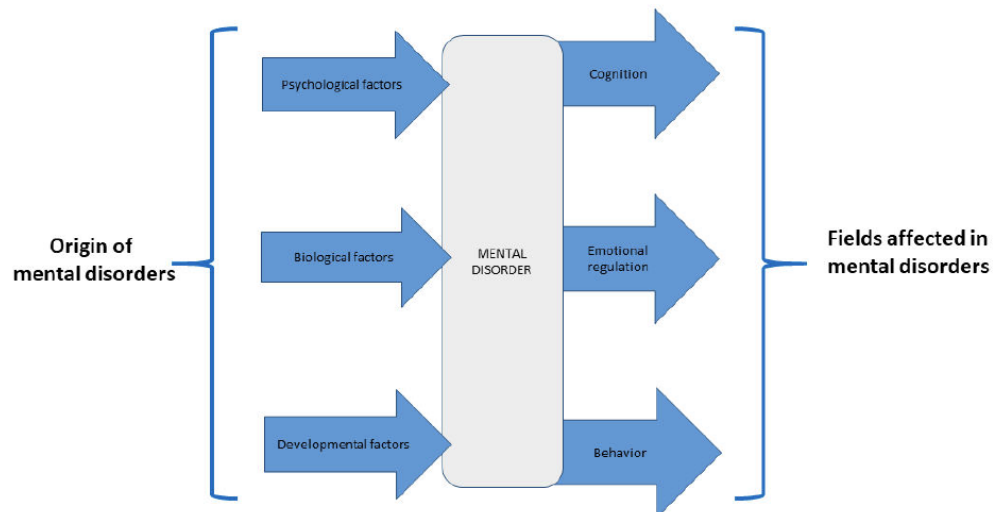 Origin of
mental disorders
Psychological factors
Biological factors
Developmental factors
MENTAL
DISORDER
Cognition
Emotional
regulation
Behavior
Fields affected in
mental disorders